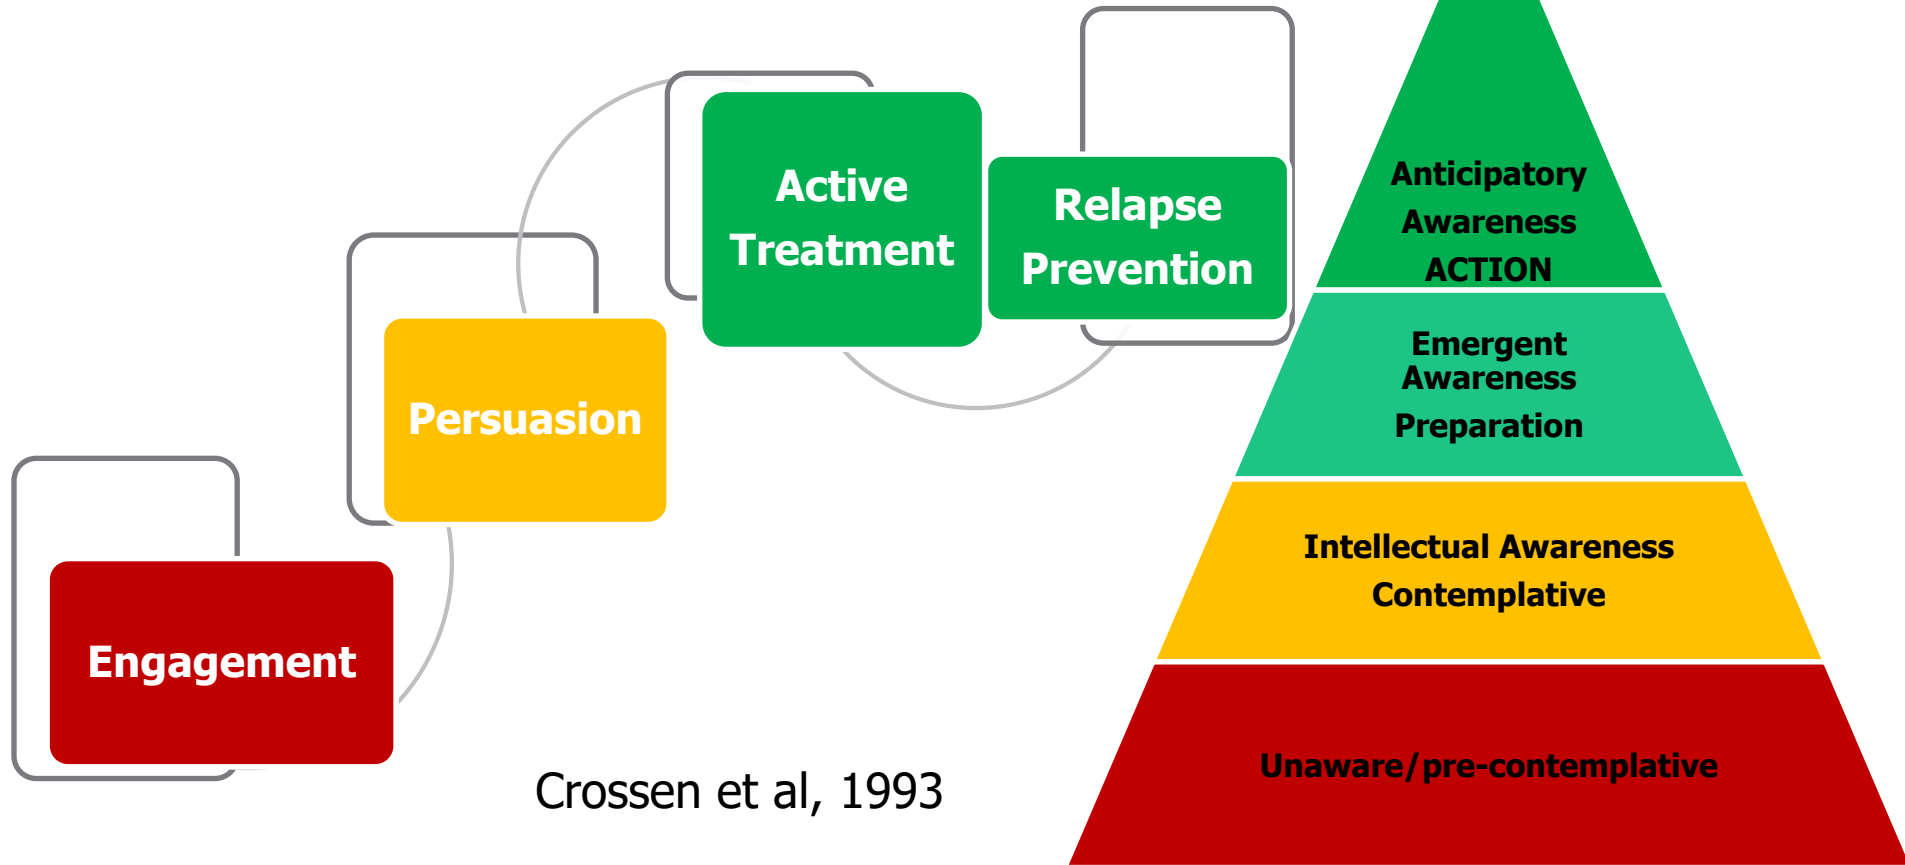 Active
Treatment
Relapse
Prevention
Persuasion
Engagement
Crossen et al, 1993
Anticipatory
Awareness
ACTION
Emergent
Awareness
Preparation
Intellectual Awareness
Contemplative
Unaware/pre-contemplative